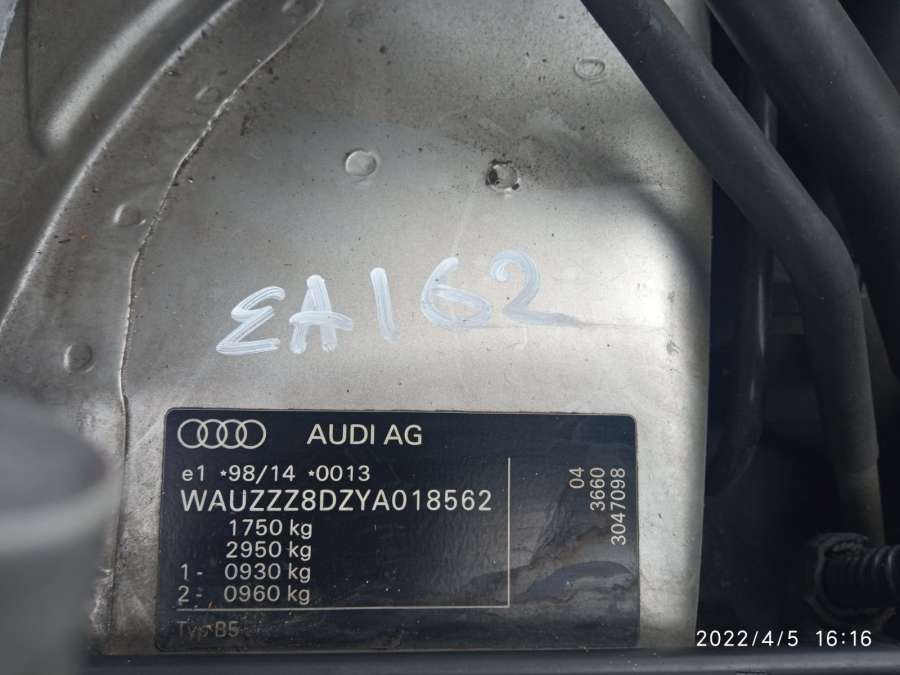 EA162
AUDI AG
e1 *98/14 *0013
WAUZZZ8DZYA018562
1750 kg
2950 kg
1- 0930 kg
2- 0960 kg
Typ B5
04
3660
3047098
2022/4/5 16:16